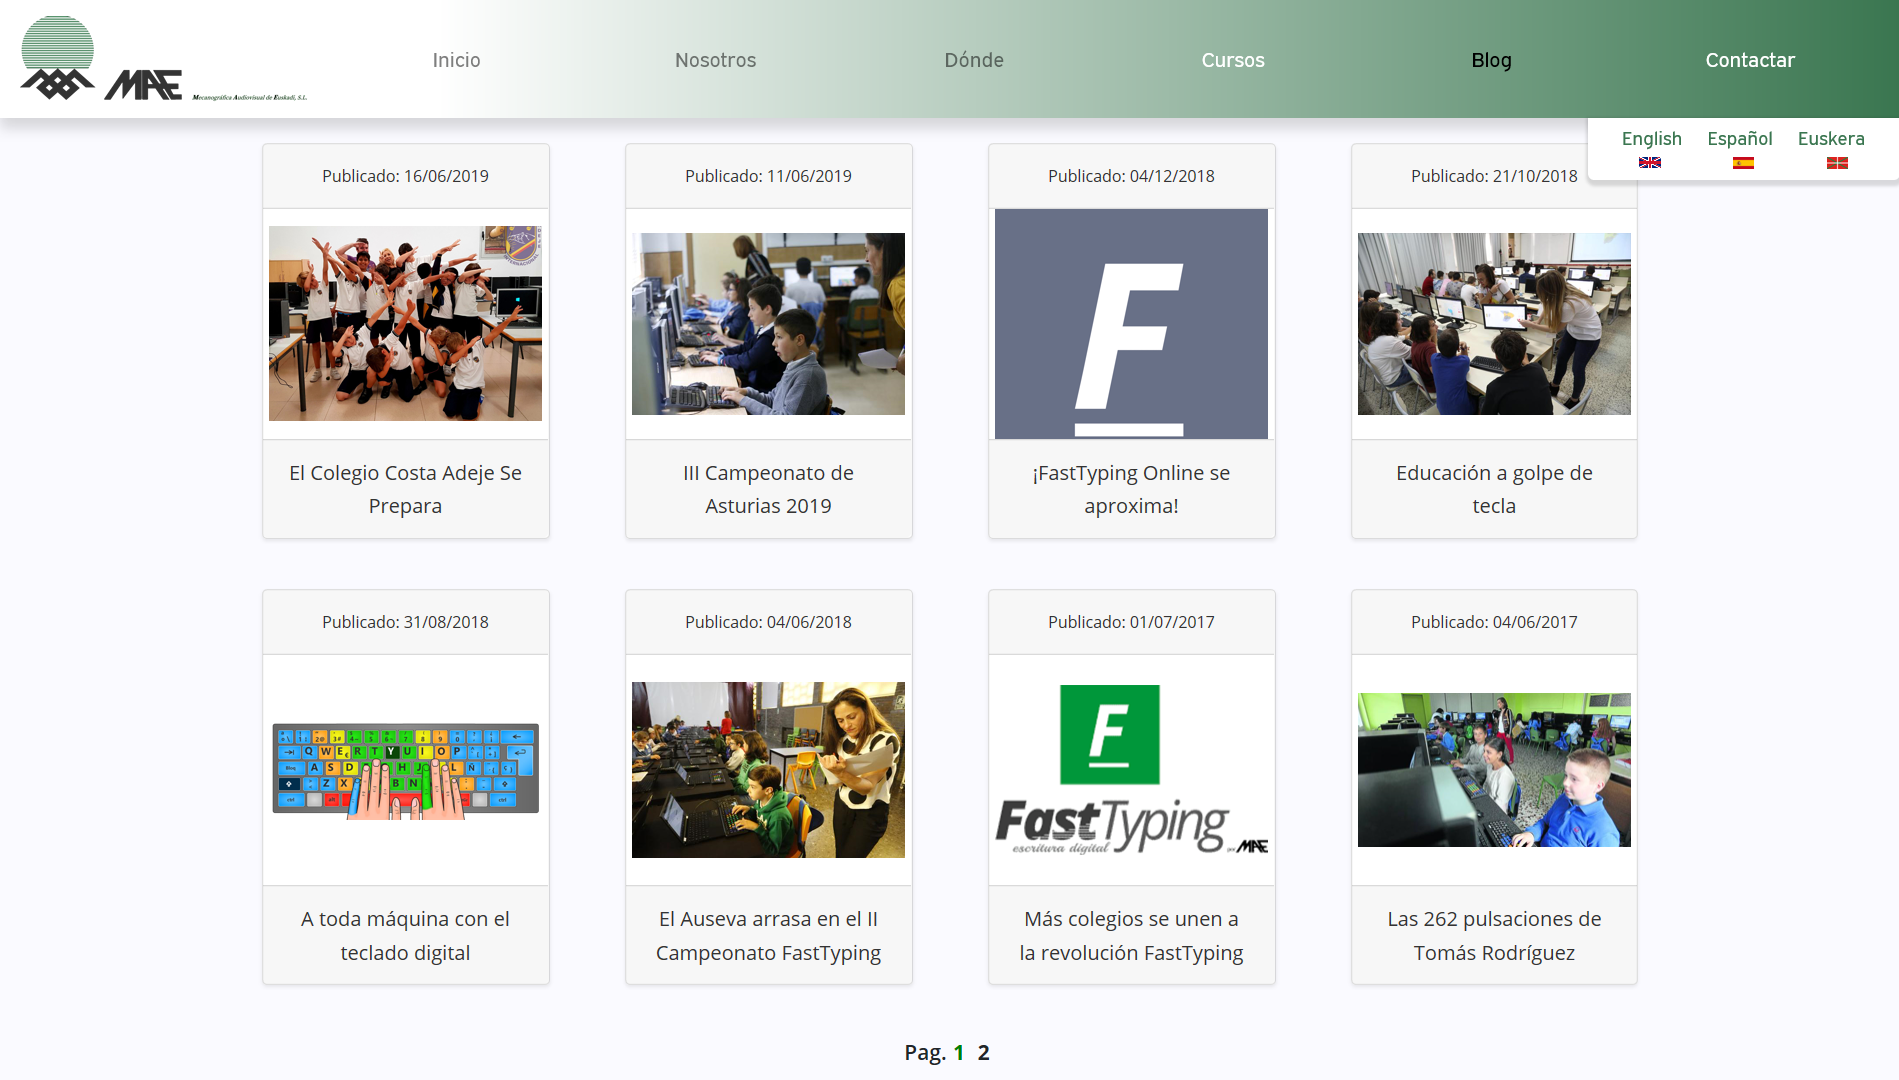 MAE Mecanográfica Audiovisual de Euskadi, S.L.
Inicio
Nosotros
Dónde
Cursos
Blog
Contactar
English
Español
Euskera
Publicado: 16/06/2019
Publicado: 11/06/2019
Publicado: 04/12/2018
Publicado: 21/10/2018
INTERNACIONAL
F
El Colegio Costa Adeje Se
Prepara
III Campeonato de
Asturias 2019
¡FastTyping Online se
aproxima!
Educación a golpe de
tecla
Publicado: 31/08/2018
Publicado: 04/06/2018
Publicado: 01/07/2017
Publicado: 04/06/2017
Q W E R T Y U I O P
A S D H J L Ñ
Z X B N
F
FastTyping
escritura digital por MAE
A toda máquina con el
teclado digital
El Auseva arrasa en el II
Campeonato FastTyping
Más colegios se unen a
la revolución FastTyping
Las 262 pulsaciones de
Tomás Rodríguez
Pag. 1 2